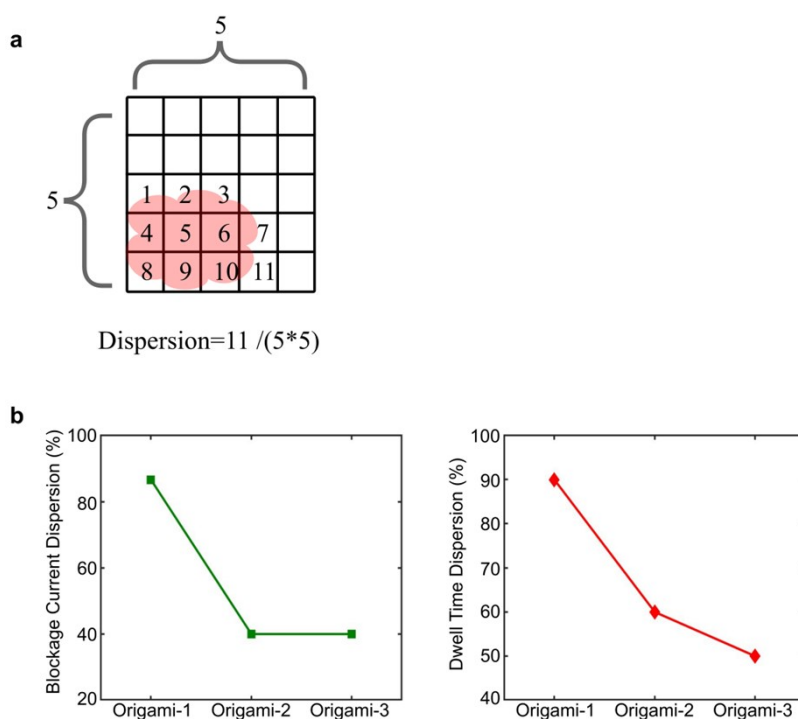 a
5
5
1 2 3
4 5 6 7
8 9 10 11
Dispersion=11 /(5*5)
b
Blockage Current Dispersion (%)
100
80
60
40
20
Origami-1 Origami-2 Origami-3
Dwell Time Dispersion (%)
100
90
80
70
60
50
40
Origami-1 Origami-2 Origami-3